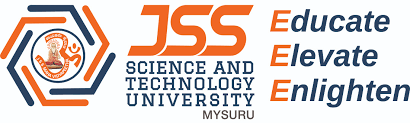 JSS
SCIENCE AND
TECHNOLOGY
UNIVERSITY
MYSURU
Educate
Elevate
Enlighten